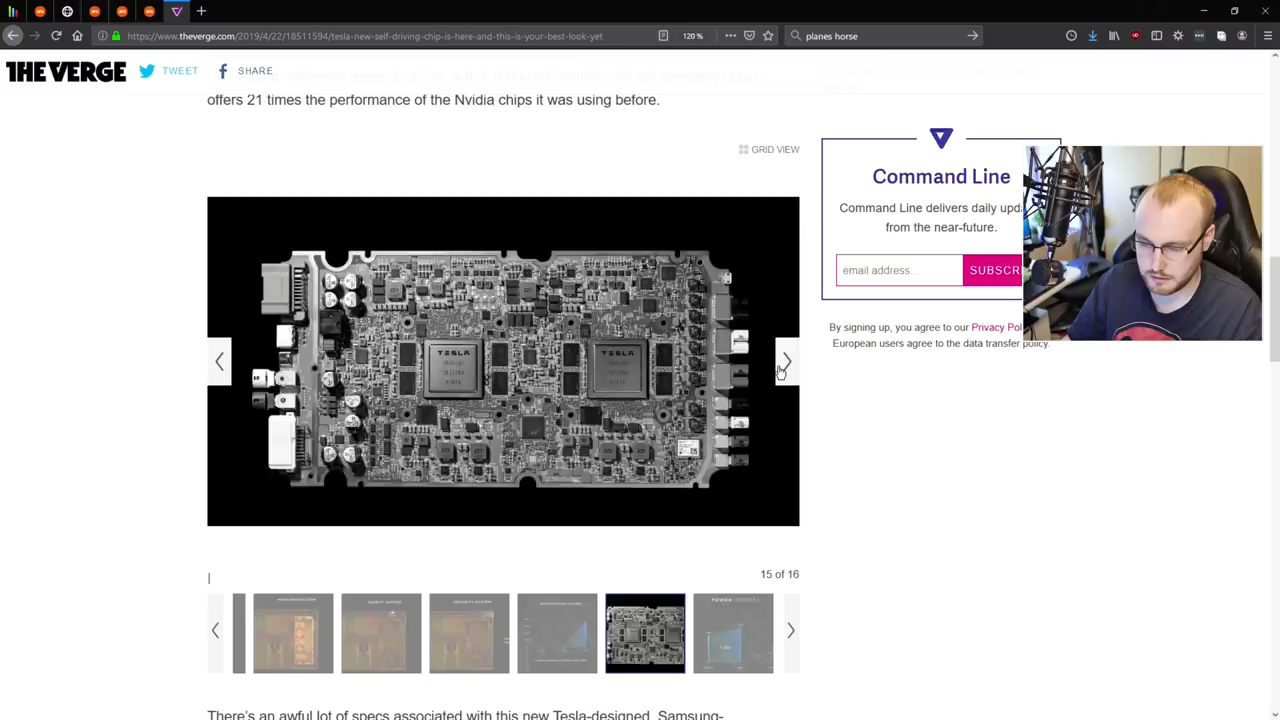 https://www.theverge.com/2019/4/22/18511594/tesla-new-self-driving-chip-is-here-and-this-is-your-best-look-yet
120%
planes horse
THE VERGE
TWEET
SHARE
offers 21 times the performance of the Nvidia chips it was using before.
GRID VIEW
Command Line
Command Line delivers daily upd
from the near-future.
email address...
SUBSCR
By signing up, you agree to our Privacy Pol
European users agree to the data transfer policy.
TESLA
TESLA
15 of 16
There's an awful lot of specs associated with this new Tesla-designed, Samsung-